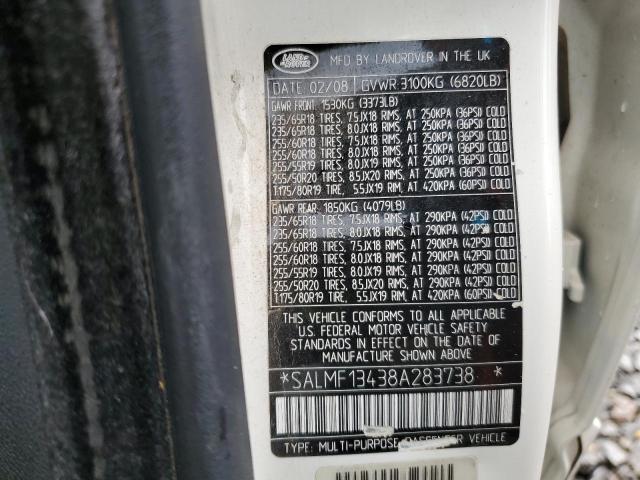 LAND ROVER
MFD BY LANDROVER IN THE UK
DATE 02/08 GVWR 3100KG (6820LB)
GAWR FRONT: 1530KG (3373LB)
235/65R18 TIRES, 7.5JX18 RIMS, AT 250KPA (36PSI) COLD
235/65R18 TIRES, 8.0JX18 RIMS, AT 250KPA (36PSI) COLD
255/60R18 TIRES, 7.5JX18 RIMS, AT 250KPA (36PSI) COLD
255/60R18 TIRES, 8.0JX18 RIMS, AT 250KPA (36PSI) COLD
255/55R19 TIRES, 8.0JX19 RIMS, AT 250KPA (36PSI) COLD
255/50R20 TIRES, 8.5JX20 RIMS, AT 250KPA (36PSI) COLD
T:175/80R19 TIRE, 5.5JX19 RIM, AT 420KPA (60PSI) COLD
GAWR REAR: 1850KG (4079LB)
235/65R18 TIRES, 7.5JX18 RIMS, AT 290KPA (42PSI) COLD
235/65R18 TIRES, 8.0JX18 RIMS, AT 290KPA (42PSI) COLD
255/60R18 TIRES, 7.5JX18 RIMS, AT 290KPA (42PSI) COLD
255/60R18 TIRES, 8.0JX18 RIMS, AT 290KPA (42PSI) COLD
255/55R19 TIRES, 8.0JX19 RIMS, AT 290KPA (42PSI) COLD
255/50R20 TIRES, 8.5JX20 RIMS, AT 290KPA (42PSI) COLD
T:175/80R19 TIRE, 5.5JX19 RIM, AT 420KPA (60PSI) COLD
THIS VEHICLE CONFORMS TO ALL APPLICABLE
U.S. FEDERAL MOTOR VEHICLE SAFETY
STANDARDS IN EFFECT ON THE DATE OF
MANUFACTURE SHOWN ABOVE
*SALMF13438A283738 *
TYPE: MULTI-PURPOSE PASSENGER VEHICLE